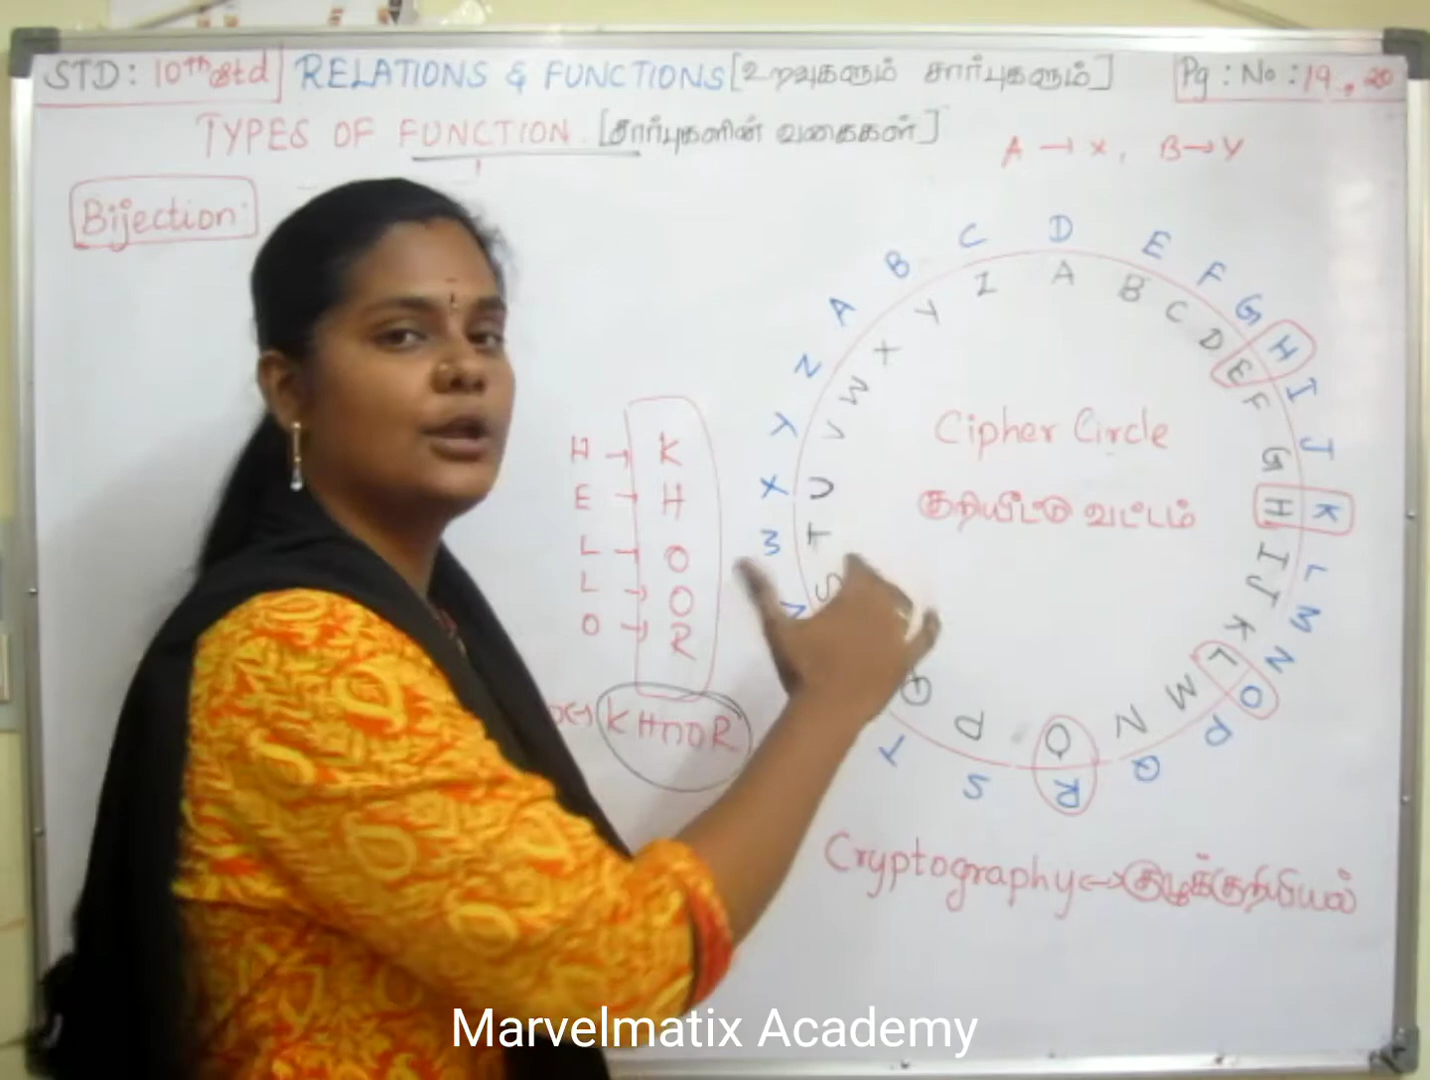 STD: 10th std RELATIONS & FUNCTIONS [உறவுகளும் சார்புகளும்] Pg: No: 19, 20
TYPES OF FUNCTION [சார்புகளின் வகைகள்]
A → X, B → Y
Bijection:
A B C D E F G H I J K L M N O P Q R S T
W X Y Z
A B C D E F G H I J K L M N O P Q
S T U V W X Y Z
Cipher Circle
குறியீட்டு வட்டம்
H → K
E → H
L → O
L → O
O → R
KHOOR
Cryptography <-> குழூக்குறியியல்
Marvelmatix Academy